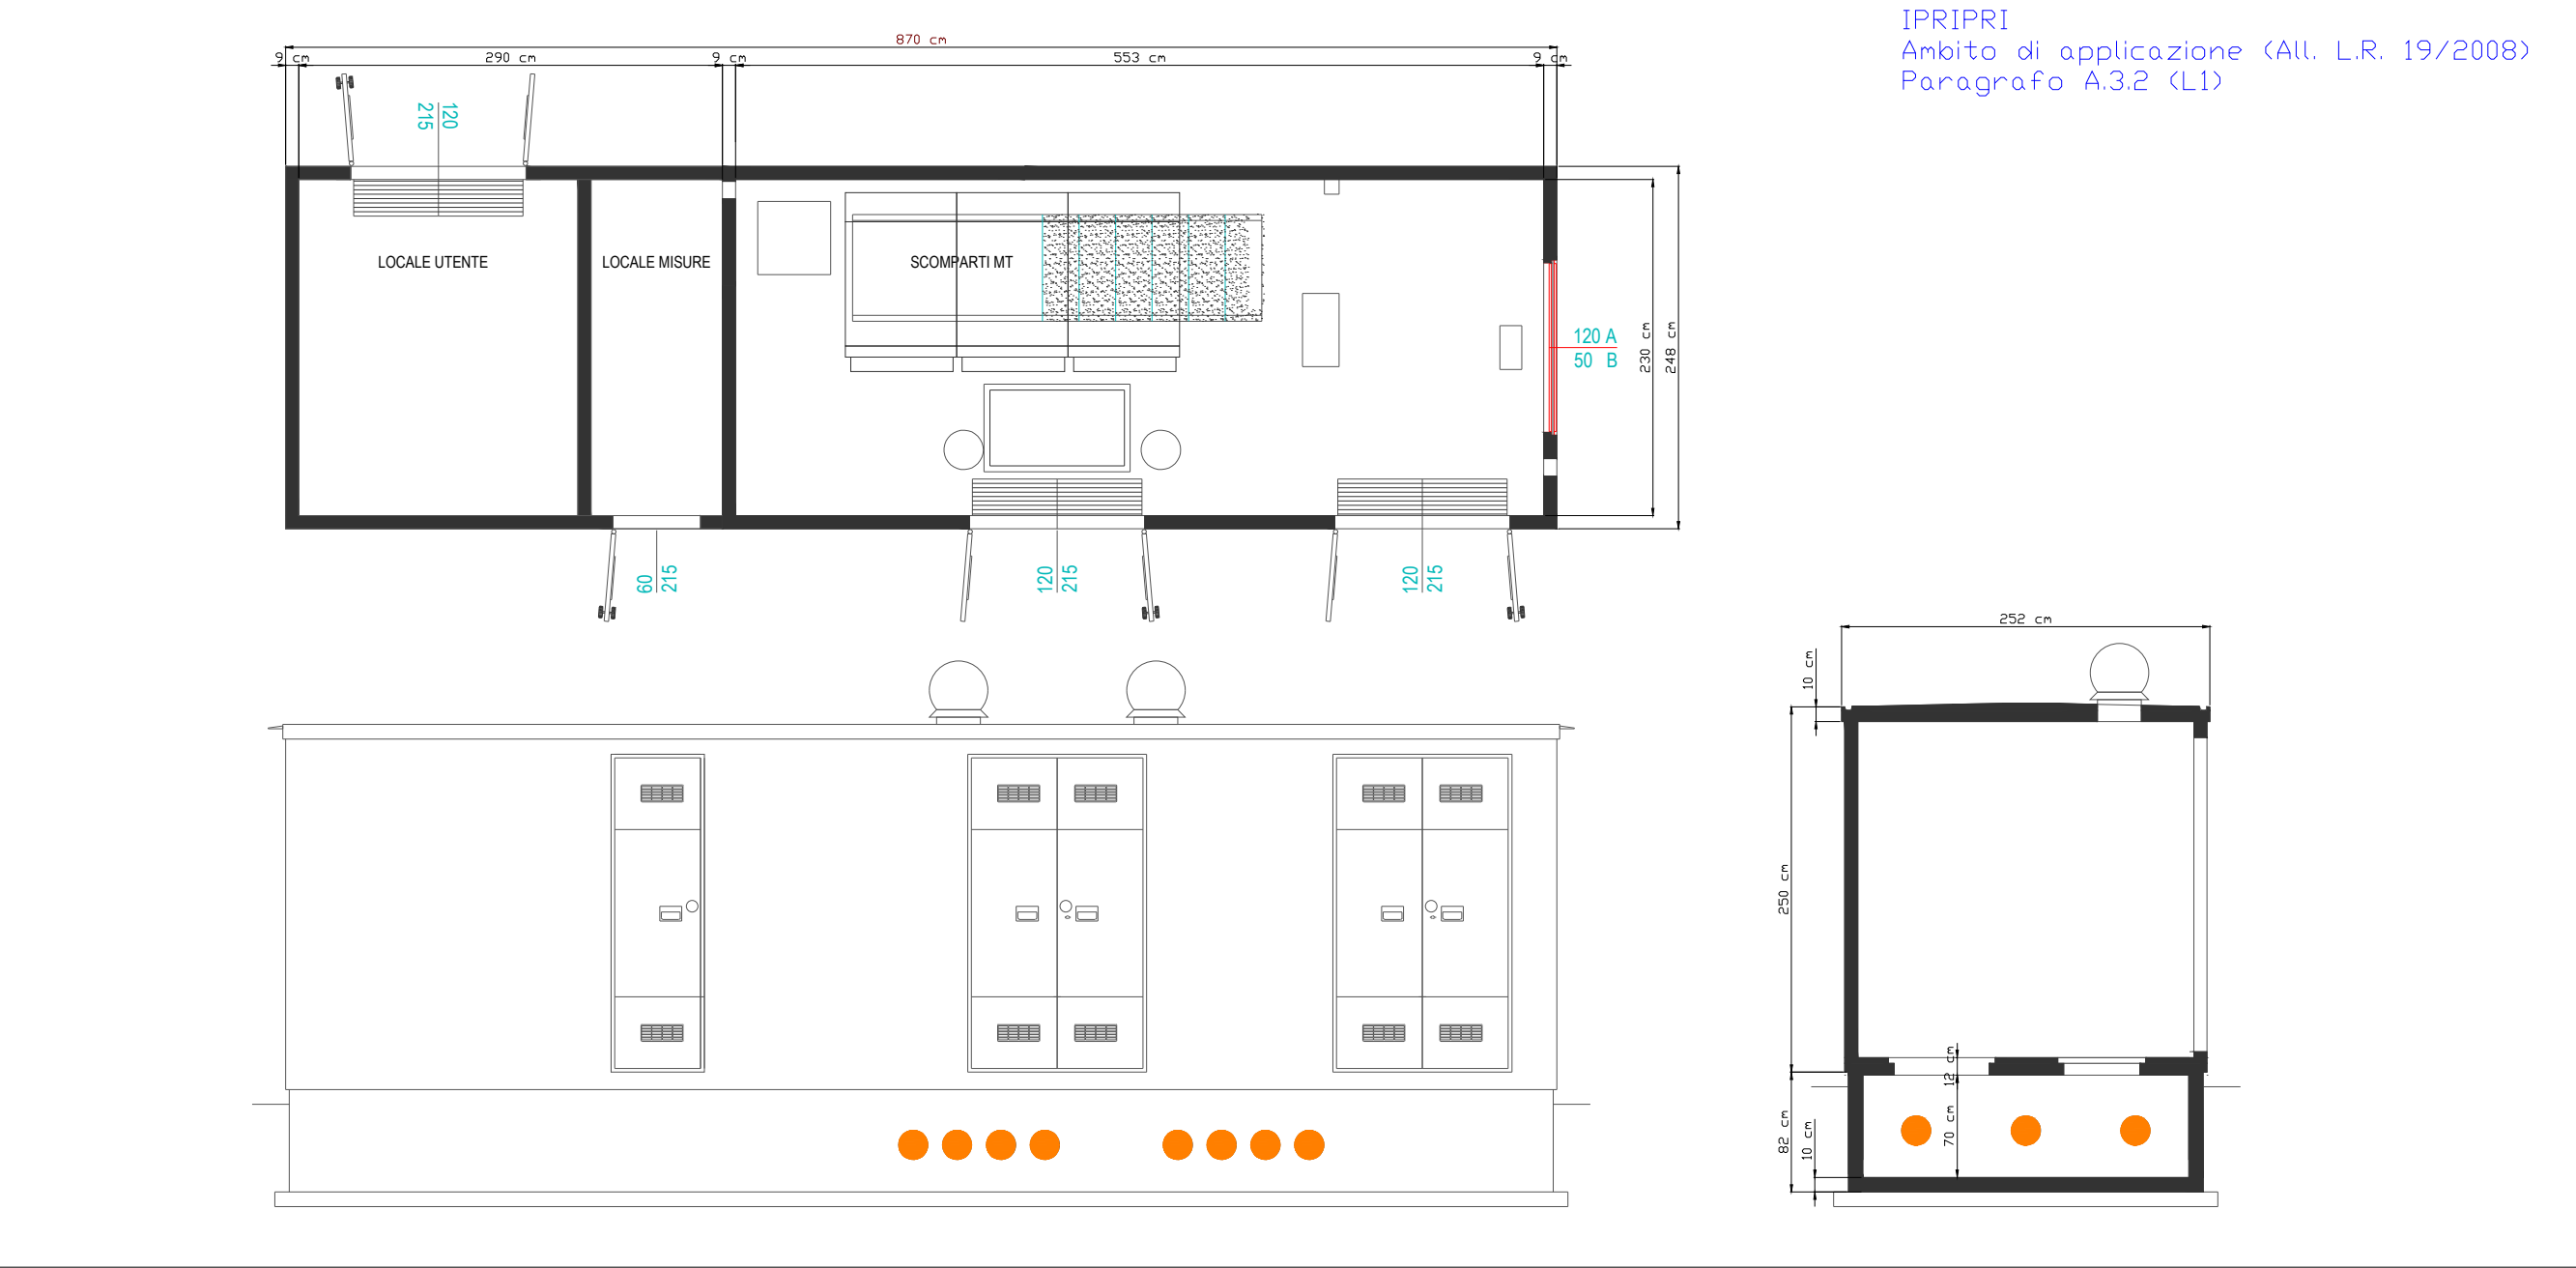 IPRIPRI
Ambito di applicazione (All. L.R. 19/2008)
Paragrafo A.3.2 (L1)
870 cm
9 cm
290 cm
9 cm
553 cm
9 cm
120
215
LOCALE UTENTE
LOCALE MISURE
SCOMPARTI MT
120 A
50 B
230 cm
248 cm
60
215
120
215
120
215
252 cm
10 cm
250 cm
12 cm
82 cm
10 cm
70 cm